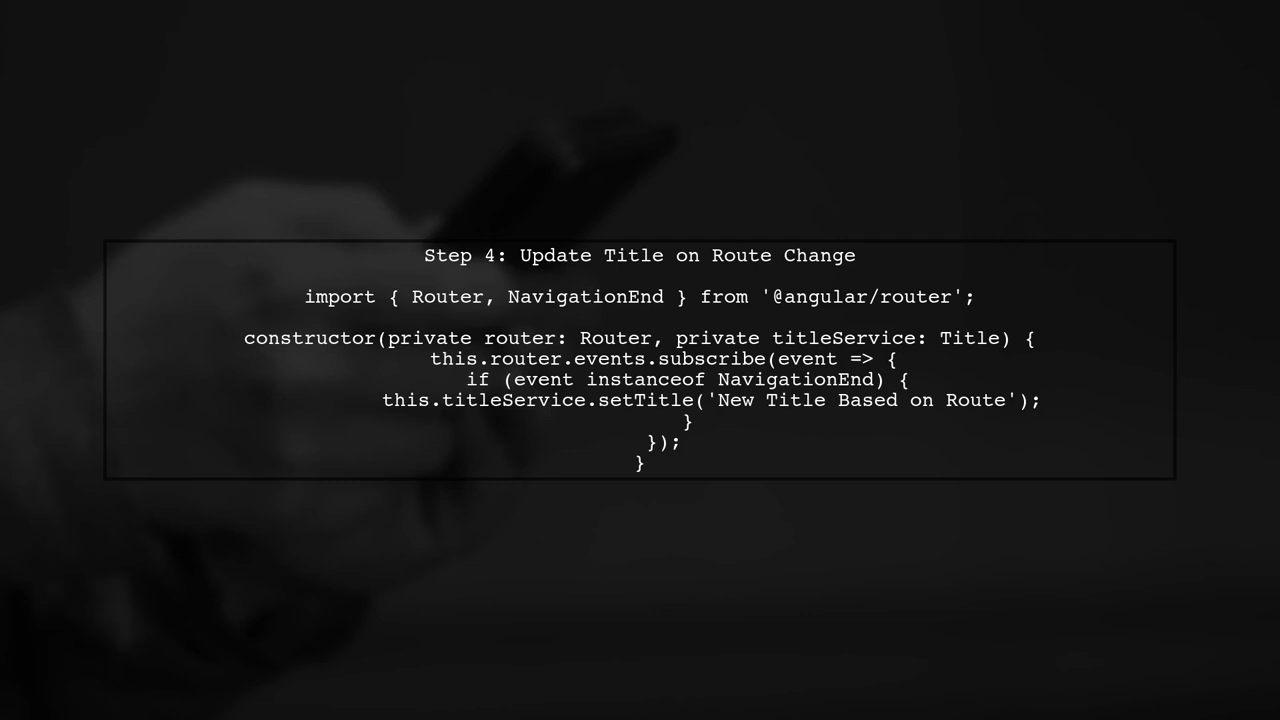 Step 4: Update Title on Route Change
import { Router, NavigationEnd } from '@angular/router';
constructor(private router: Router, private titleService: Title) {
this.router.events.subscribe(event => {
if (event instanceof NavigationEnd) {
this.titleService.setTitle('New Title Based on Route');
}
});
}